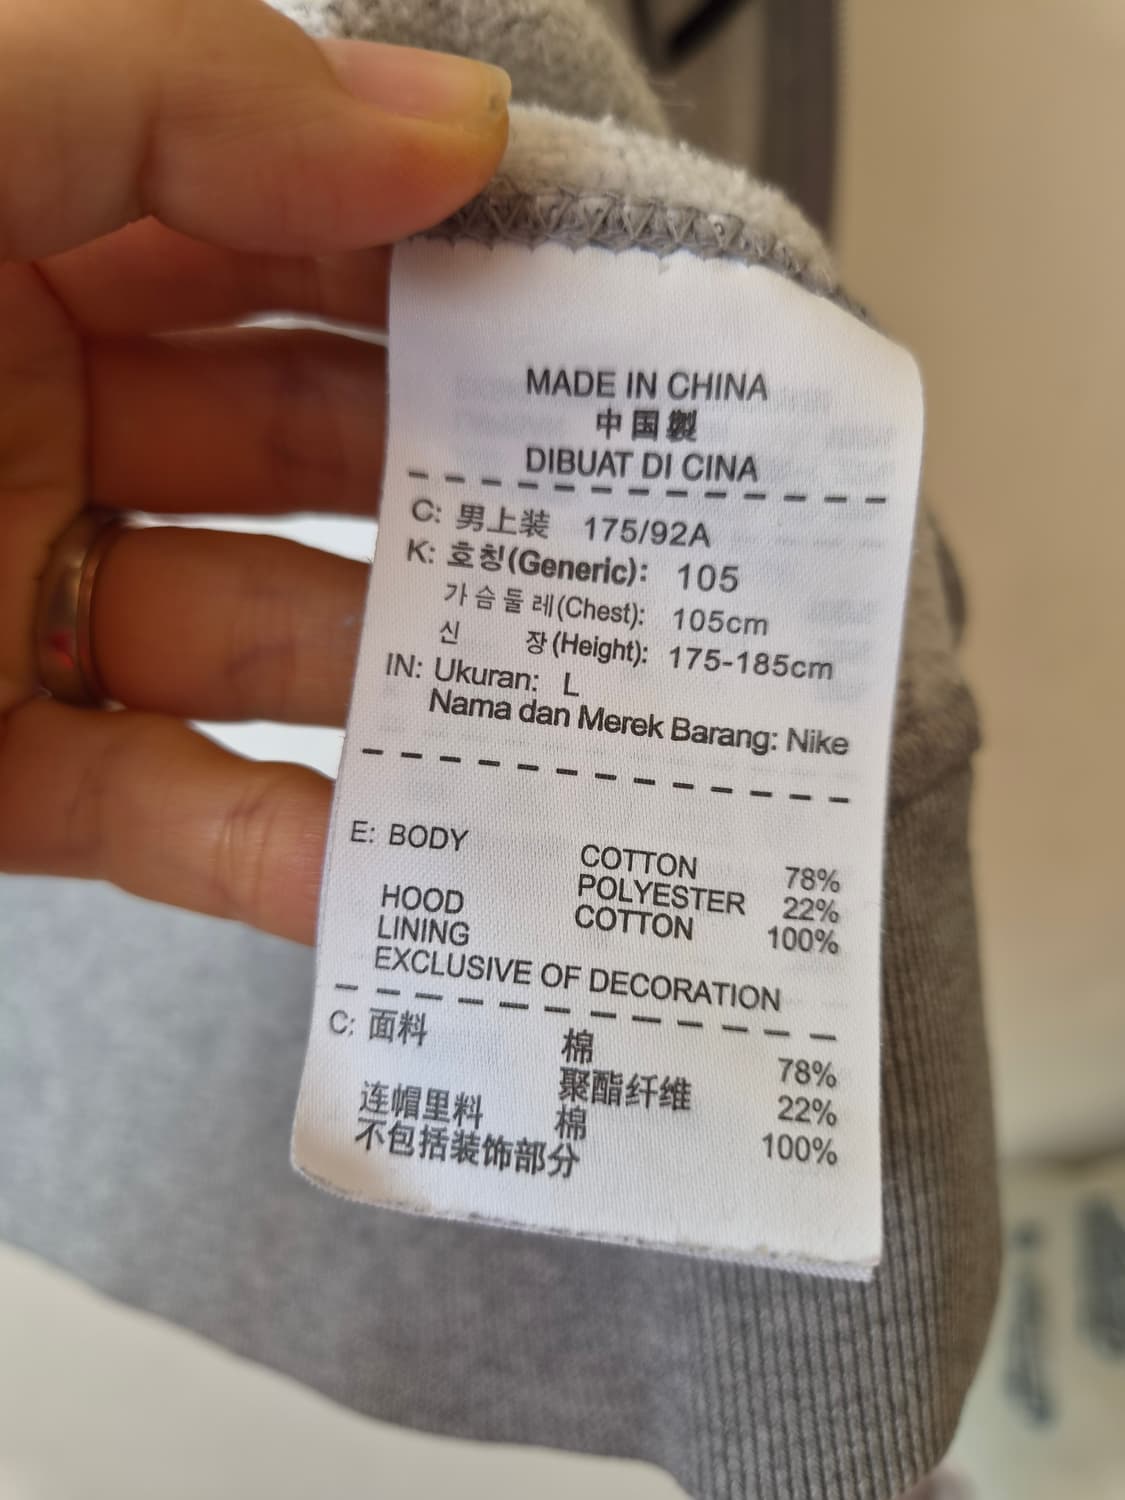 MADE IN CHINA
中国製
DIBUAT DI CINA
C: 男上装 175/92A
K: 호칭(Generic): 105
가슴둘레(Chest): 105cm
신 장(Height): 175-185cm
IN: Ukuran: L
Nama dan Merek Barang: Nike
E: BODY COTTON 78%
POLYESTER 22%
HOOD LINING COTTON 100%
EXCLUSIVE OF DECORATION
C: 面料 棉 78%
聚酯纤维 22%
连帽里料 棉 100%
不包括装饰部分